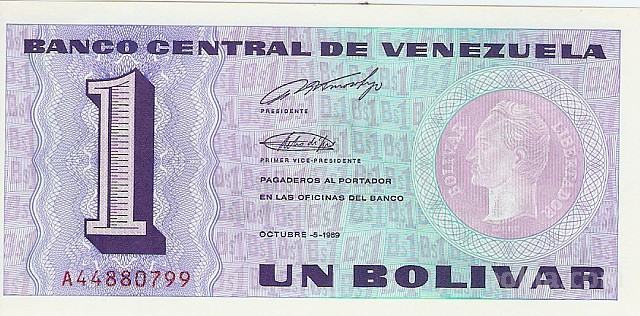 BANCO CENTRAL DE VENEZUELA
1
PRESIDENTE
PRIMER VICE-PRESIDENTE
PAGADEROS AL PORTADOR
EN LAS OFICINAS DEL BANCO
OCTUBRE -5-1989
BOLIVAR LIBERTADOR
A44880799
UN BOLIVAR